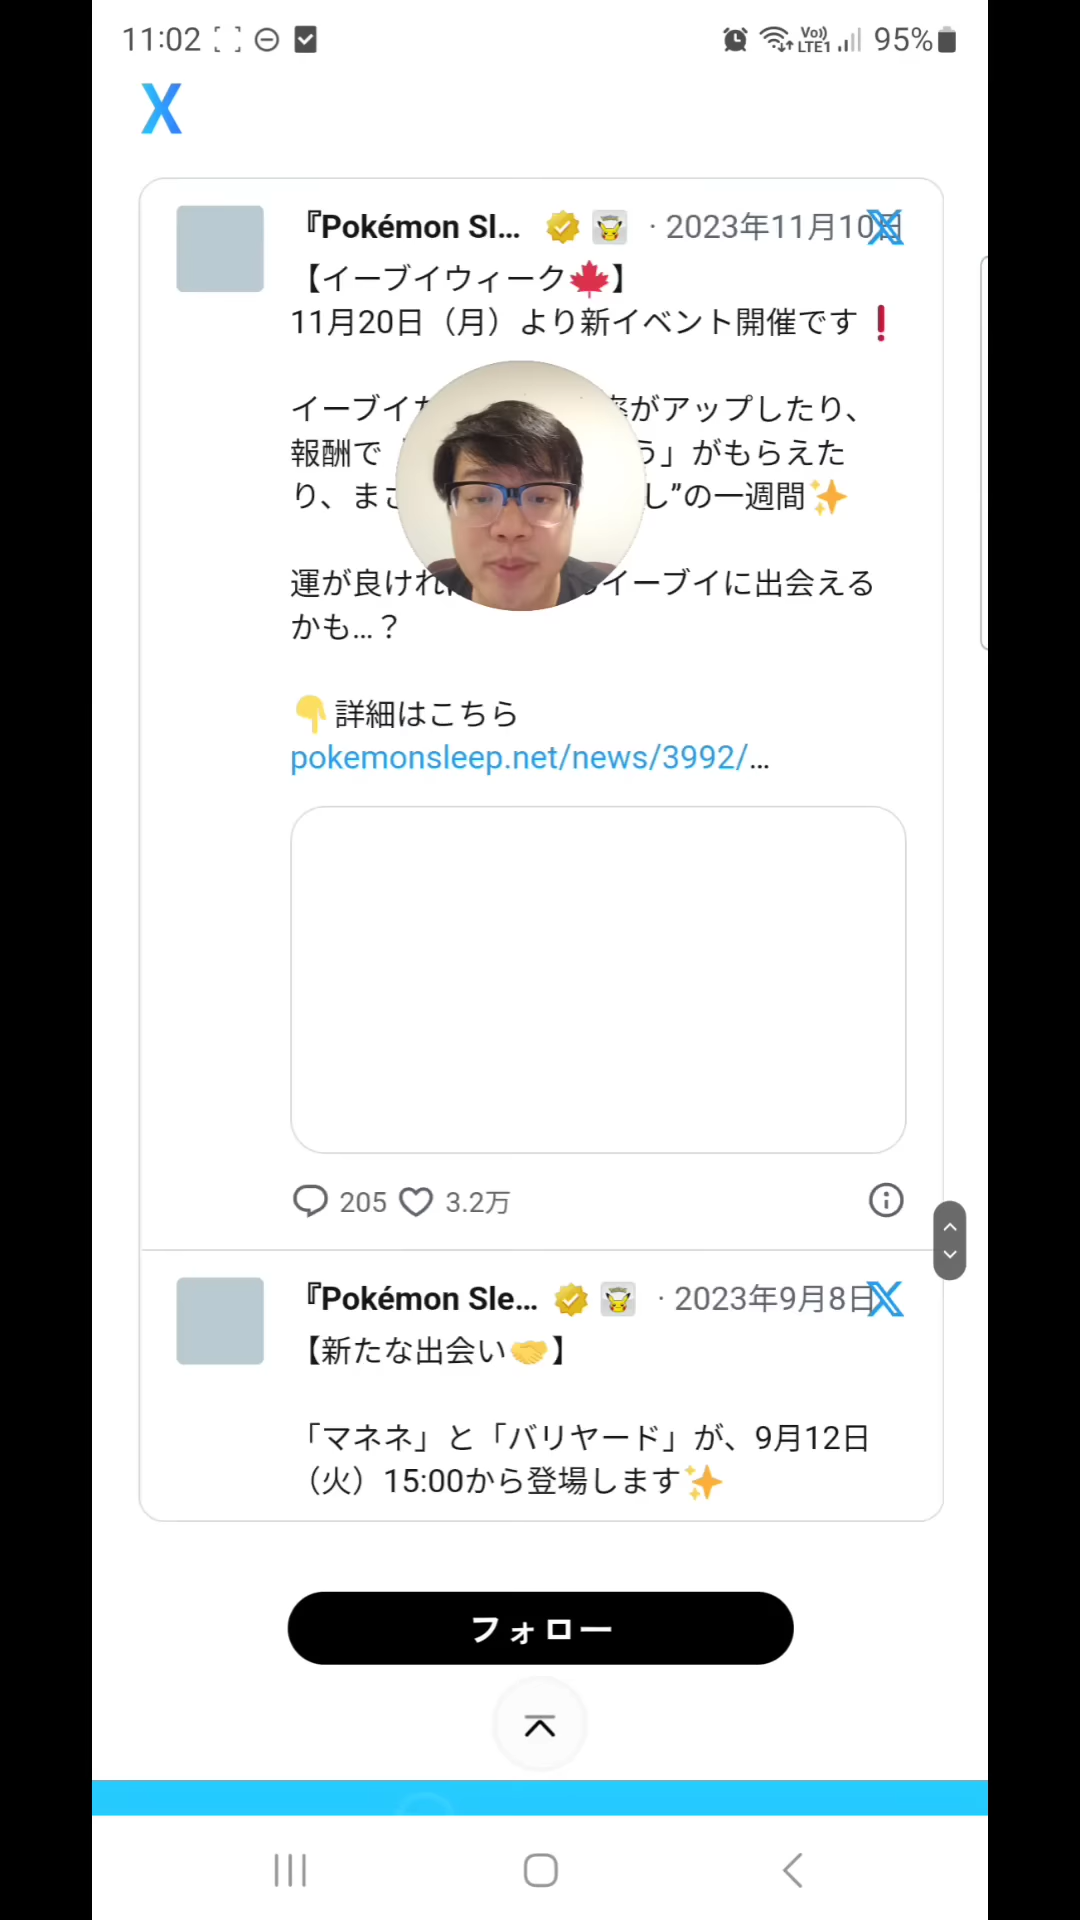 11:02
Vo)) LTE1 95%
X
『Pokémon Sl... · 2023年11月10日
【イーブイウィーク🍁】
11月20日（月）より新イベント開催です❗
イーブイ がアップしたり、
報酬で う」がもらえた
り、まさ し”の一週間✨
運が良けれ イーブイに出会える
かも...？
👇詳細はこちら
pokemonsleep.net/news/3992/...
205 3.2万
『Pokémon Sle... · 2023年9月8日
【新たな出会い🤝】
「マネネ」と「バリヤード」が、9月12日
（火）15:00から登場します✨
フォロー